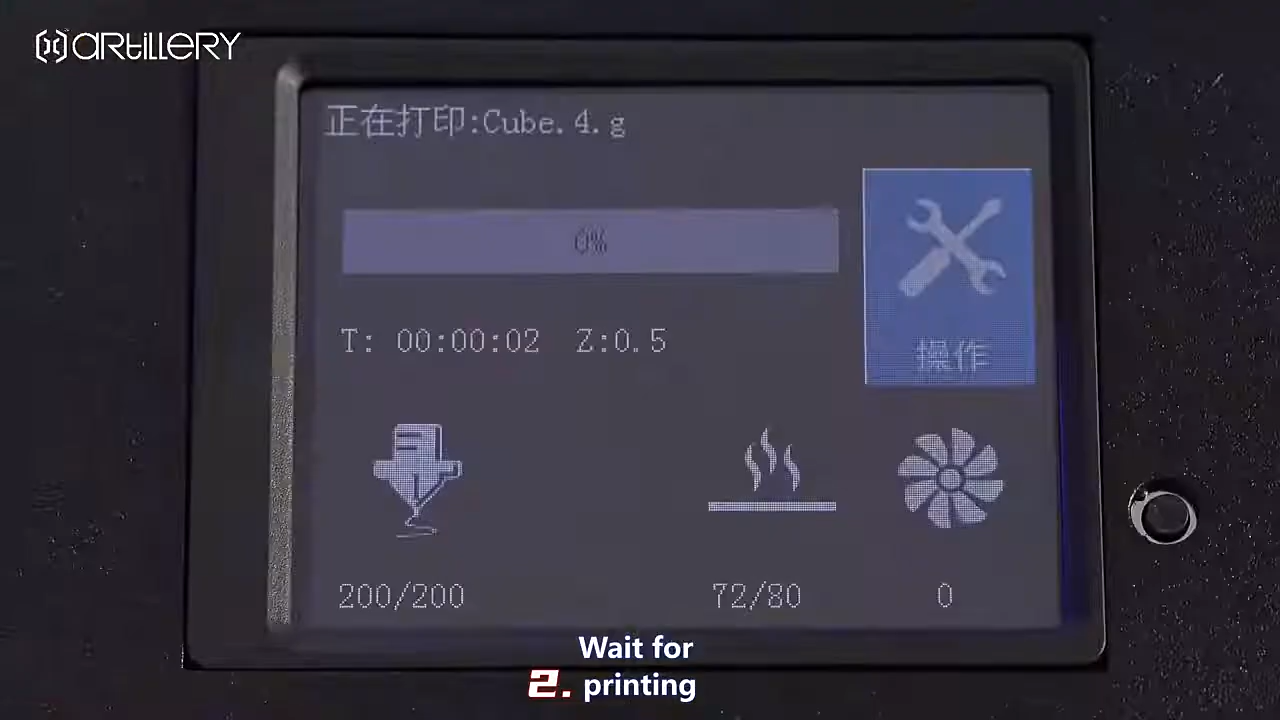 artillery
正在打印:Cube.4.g
0%
T: 00:00:02 Z:0.5
操作
200/200 72/80 0
Wait for
2. printing